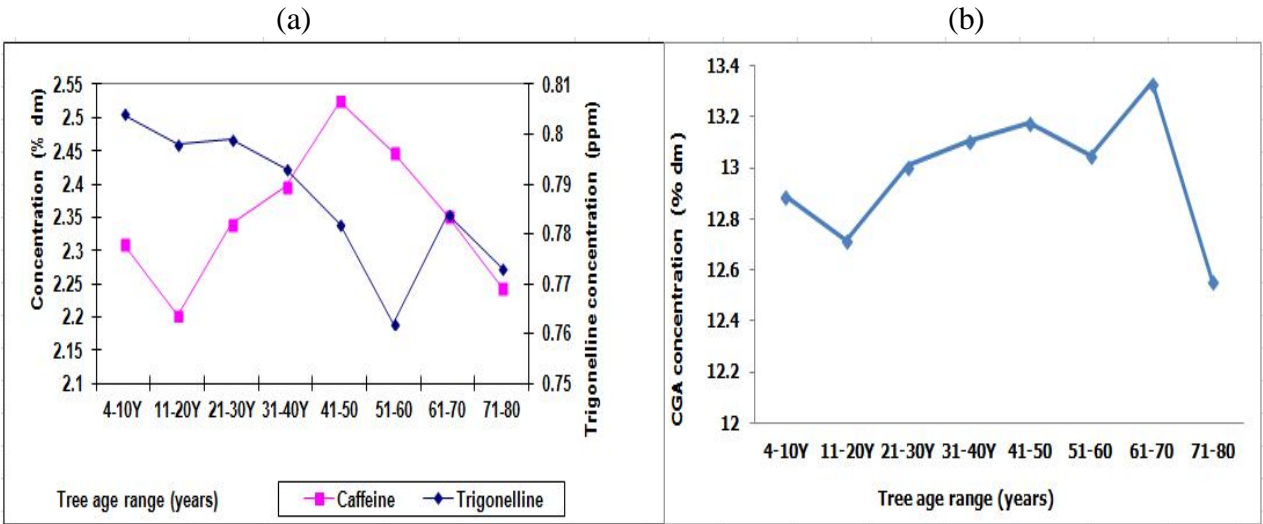 (a)
Concentration (% dm)
2.55
2.5
2.45
2.4
2.35
2.3
2.25
2.2
2.15
2.1
0.81
0.8
0.79
0.78
0.77
0.76
0.75
Trigonelline concentration (ppm)
4-10Y 11-20Y 21-30Y 31-40Y 41-50 51-60 61-70 71-80
Tree age range (years)
Caffeine Trigonelline
(b)
CGA concentration (% dm)
13.4
13.2
13
12.8
12.6
12.4
12.2
12
4-10Y 11-20Y 21-30Y 31-40Y 41-50 51-60 61-70 71-80
Tree age range (years)